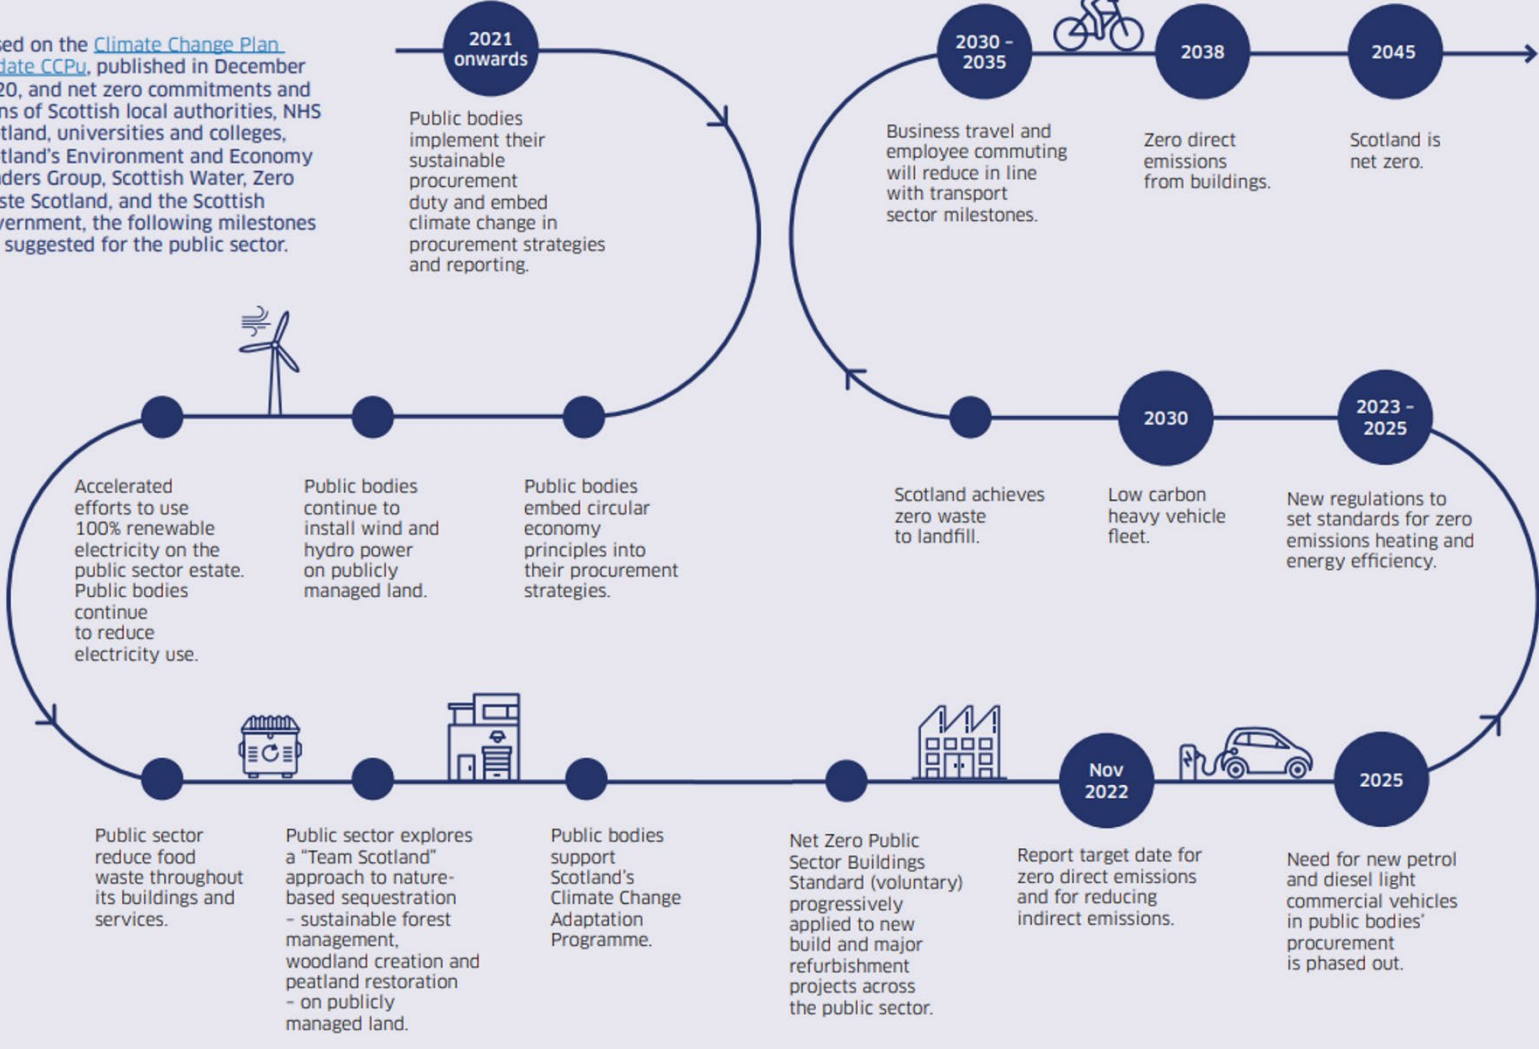 sed on the Climate Change Plan
date CCPu, published in December
20, and net zero commitments and
ns of Scottish local authorities, NHS
tland, universities and colleges,
tland's Environment and Economy
ders Group, Scottish Water, Zero
ste Scotland, and the Scottish
vernment, the following milestones
suggested for the public sector.
2021
onwards
Public bodies
implement their
sustainable
procurement
duty and embed
climate change in
procurement strategies
and reporting.
Public bodies
embed circular
economy
principles into
their procurement
strategies.
Public bodies
continue to
install wind and
hydro power
on publicly
managed land.
Accelerated
efforts to use
100% renewable
electricity on the
public sector estate.
Public bodies
continue
to reduce
electricity use.
Public sector
reduce food
waste throughout
its buildings and
services.
Public sector explores
a "Team Scotland"
approach to nature-
based sequestration
– sustainable forest
management,
woodland creation and
peatland restoration
– on publicly
managed land.
Public bodies
support
Scotland's
Climate Change
Adaptation
Programme.
Net Zero Public
Sector Buildings
Standard (voluntary)
progressively
applied to new
build and major
refurbishment
projects across
the public sector.
Nov
2022
Report target date for
zero direct emissions
and for reducing
indirect emissions.
2025
Need for new petrol
and diesel light
commercial vehicles
in public bodies'
procurement
is phased out.
2023 –
2025
New regulations to
set standards for zero
emissions heating and
energy efficiency.
2030
Low carbon
heavy vehicle
fleet.
Scotland achieves
zero waste
to landfill.
2030 –
2035
Business travel and
employee commuting
will reduce in line
with transport
sector milestones.
2038
Zero direct
emissions
from buildings.
2045
Scotland is
net zero.